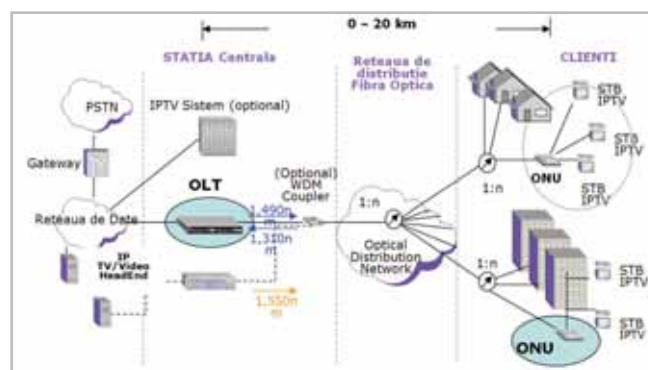 0 ~ 20 km
STATIA Centrala
Reteaua de
distributie
Fibra Optica
CLIENTI
PSTN
IPTV Sistem (optional)
Gateway
OLT
(Optional)
WDM
Coupler
Reteaua de Date
1,490n
m
1,310n
m
1:n
Optical
Distribution
Network
IP
TV/Video
HeadEnd
1,550n
m
1:n
ONU
STB
IPTV
STB
IPTV
STB
IPTV
1:n
STB
IPTV
STB
IPTV
ONU